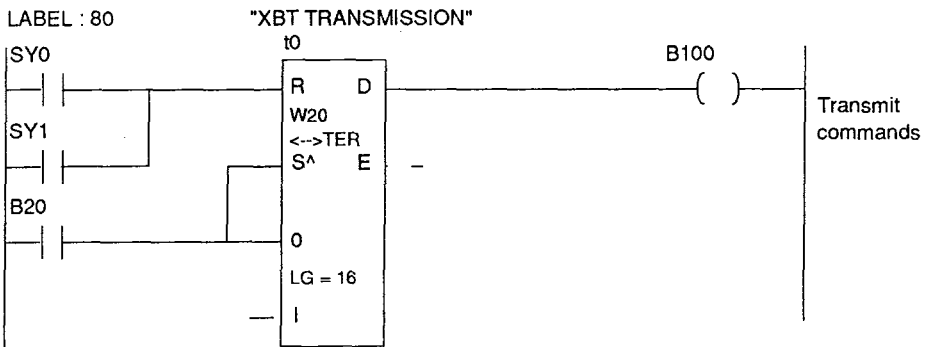 LABEL : 80
"XBT TRANSMISSION"
t0
SY0
B100
R D
W20
<-->TER
S^ E
SY1
B20
0
LG = 16
I
Transmit
commands